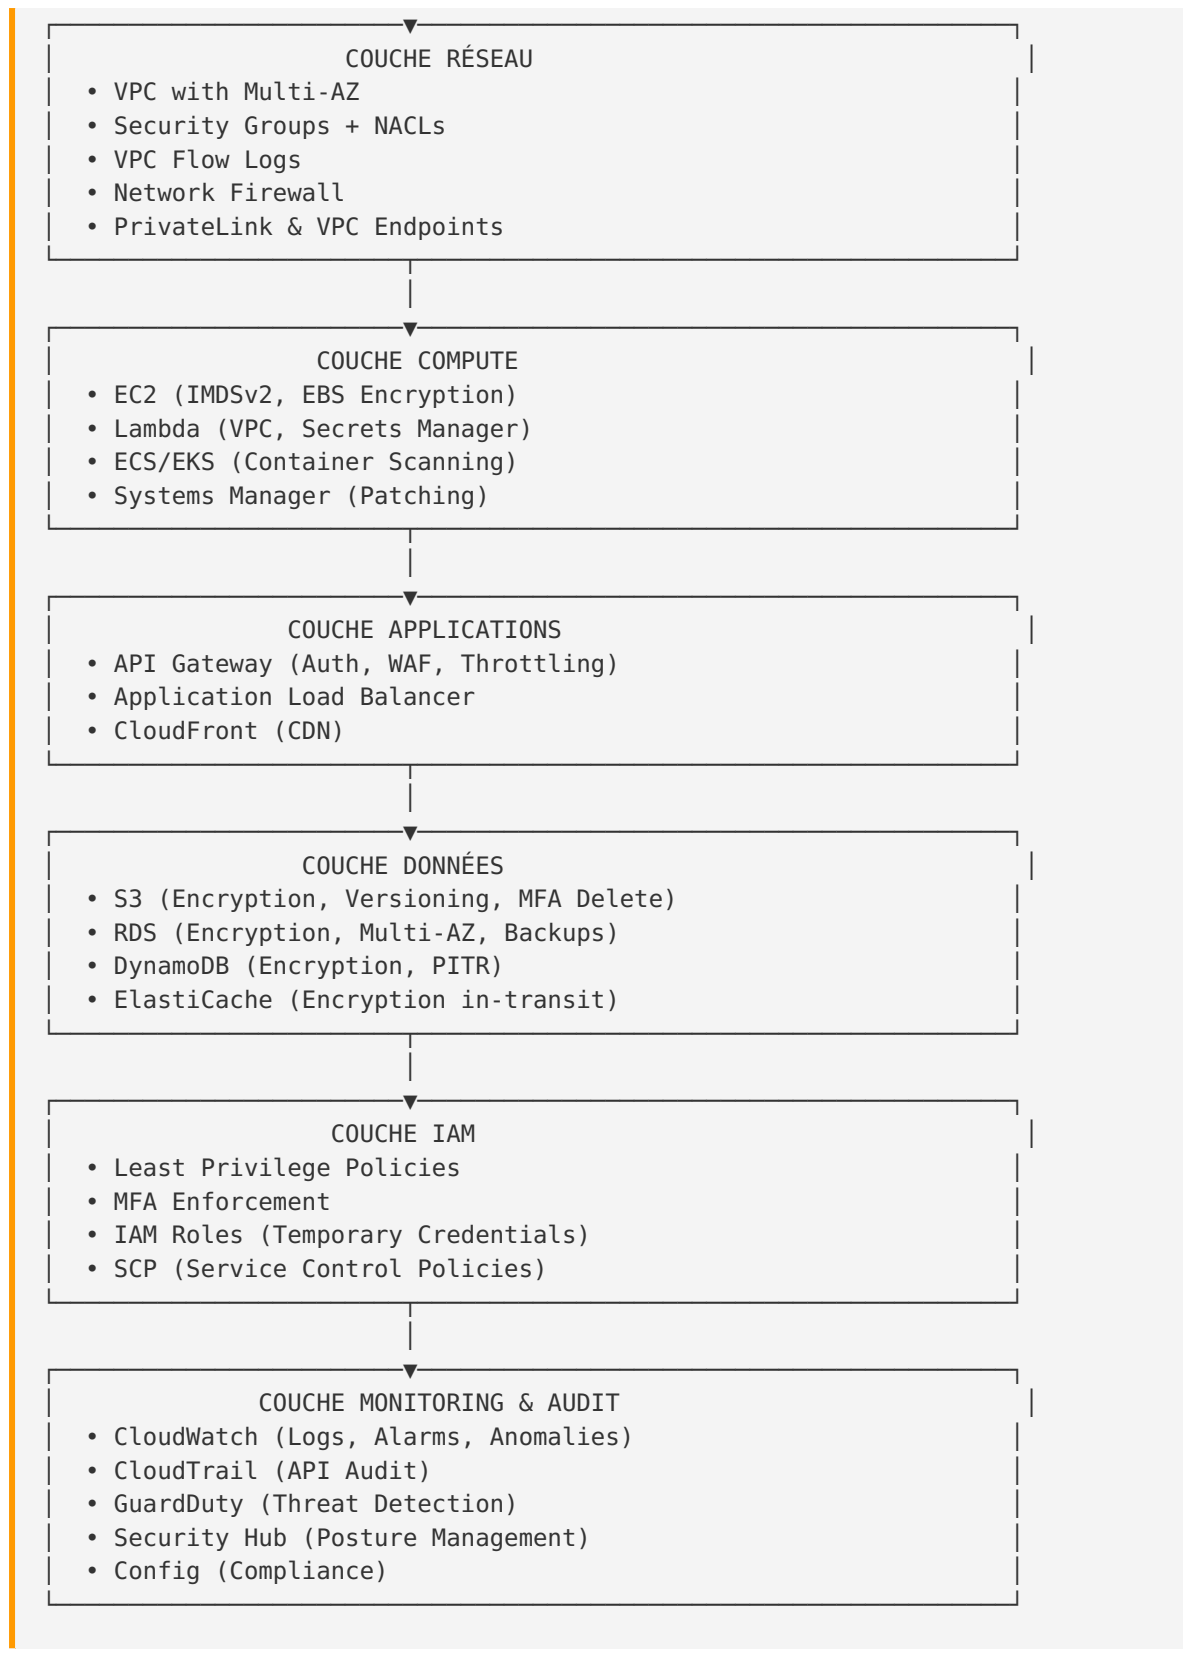 COUCHE RÉSEAU
• VPC with Multi-AZ
• Security Groups + NACLs
• VPC Flow Logs
• Network Firewall
• PrivateLink & VPC Endpoints
COUCHE COMPUTE
• EC2 (IMDSv2, EBS Encryption)
• Lambda (VPC, Secrets Manager)
• ECS/EKS (Container Scanning)
• Systems Manager (Patching)
COUCHE APPLICATIONS
• API Gateway (Auth, WAF, Throttling)
• Application Load Balancer
• CloudFront (CDN)
COUCHE DONNÉES
• S3 (Encryption, Versioning, MFA Delete)
• RDS (Encryption, Multi-AZ, Backups)
• DynamoDB (Encryption, PITR)
• ElastiCache (Encryption in-transit)
COUCHE IAM
• Least Privilege Policies
• MFA Enforcement
• IAM Roles (Temporary Credentials)
• SCP (Service Control Policies)
COUCHE MONITORING & AUDIT
• CloudWatch (Logs, Alarms, Anomalies)
• CloudTrail (API Audit)
• GuardDuty (Threat Detection)
• Security Hub (Posture Management)
• Config (Compliance)